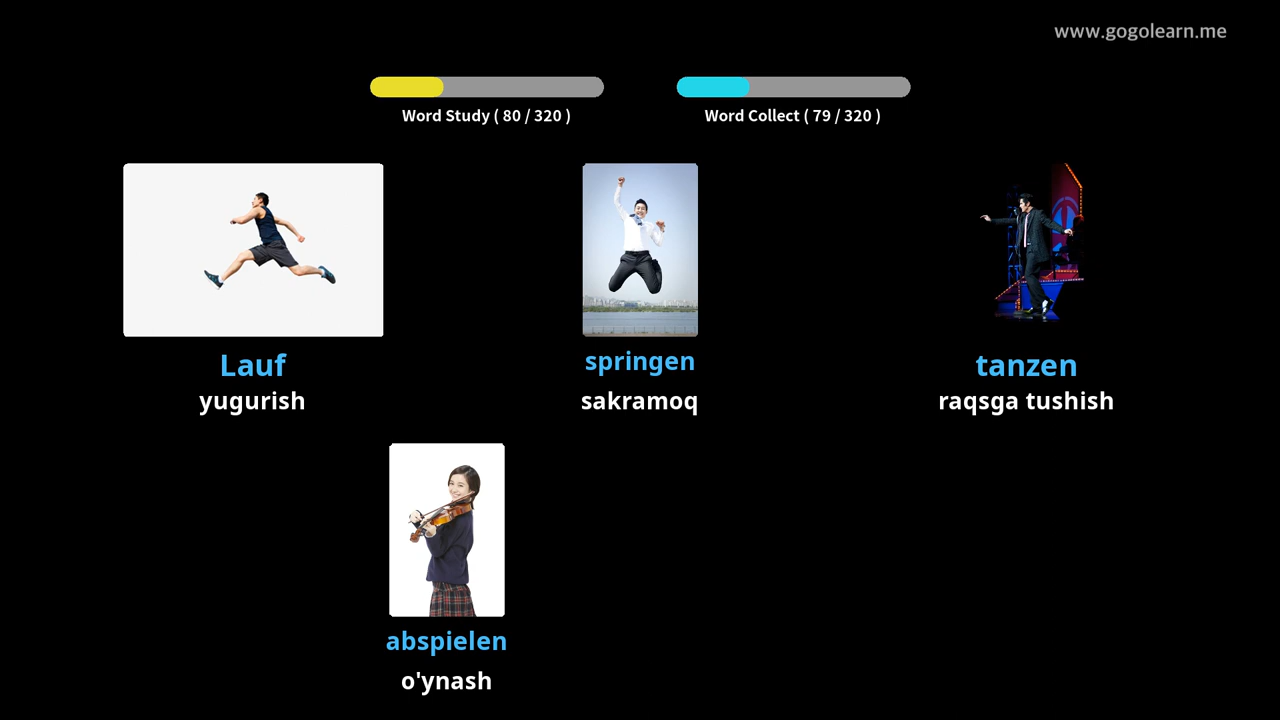 www.gogolearn.me
Word Study ( 80 / 320 )
Word Collect ( 79 / 320 )
Lauf
yugurish
springen
sakramoq
tanzen
raqsga tushish
abspielen
o'ynash